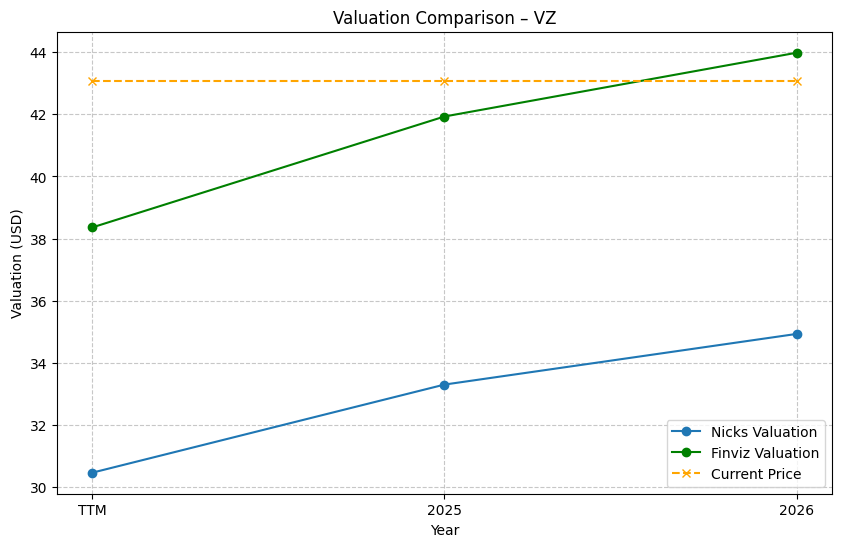 Valuation Comparison – VZ
Valuation (USD)
44
42
40
38
36
34
32
30
TTM
2025
2026
Year
Nicks Valuation
Finviz Valuation
Current Price